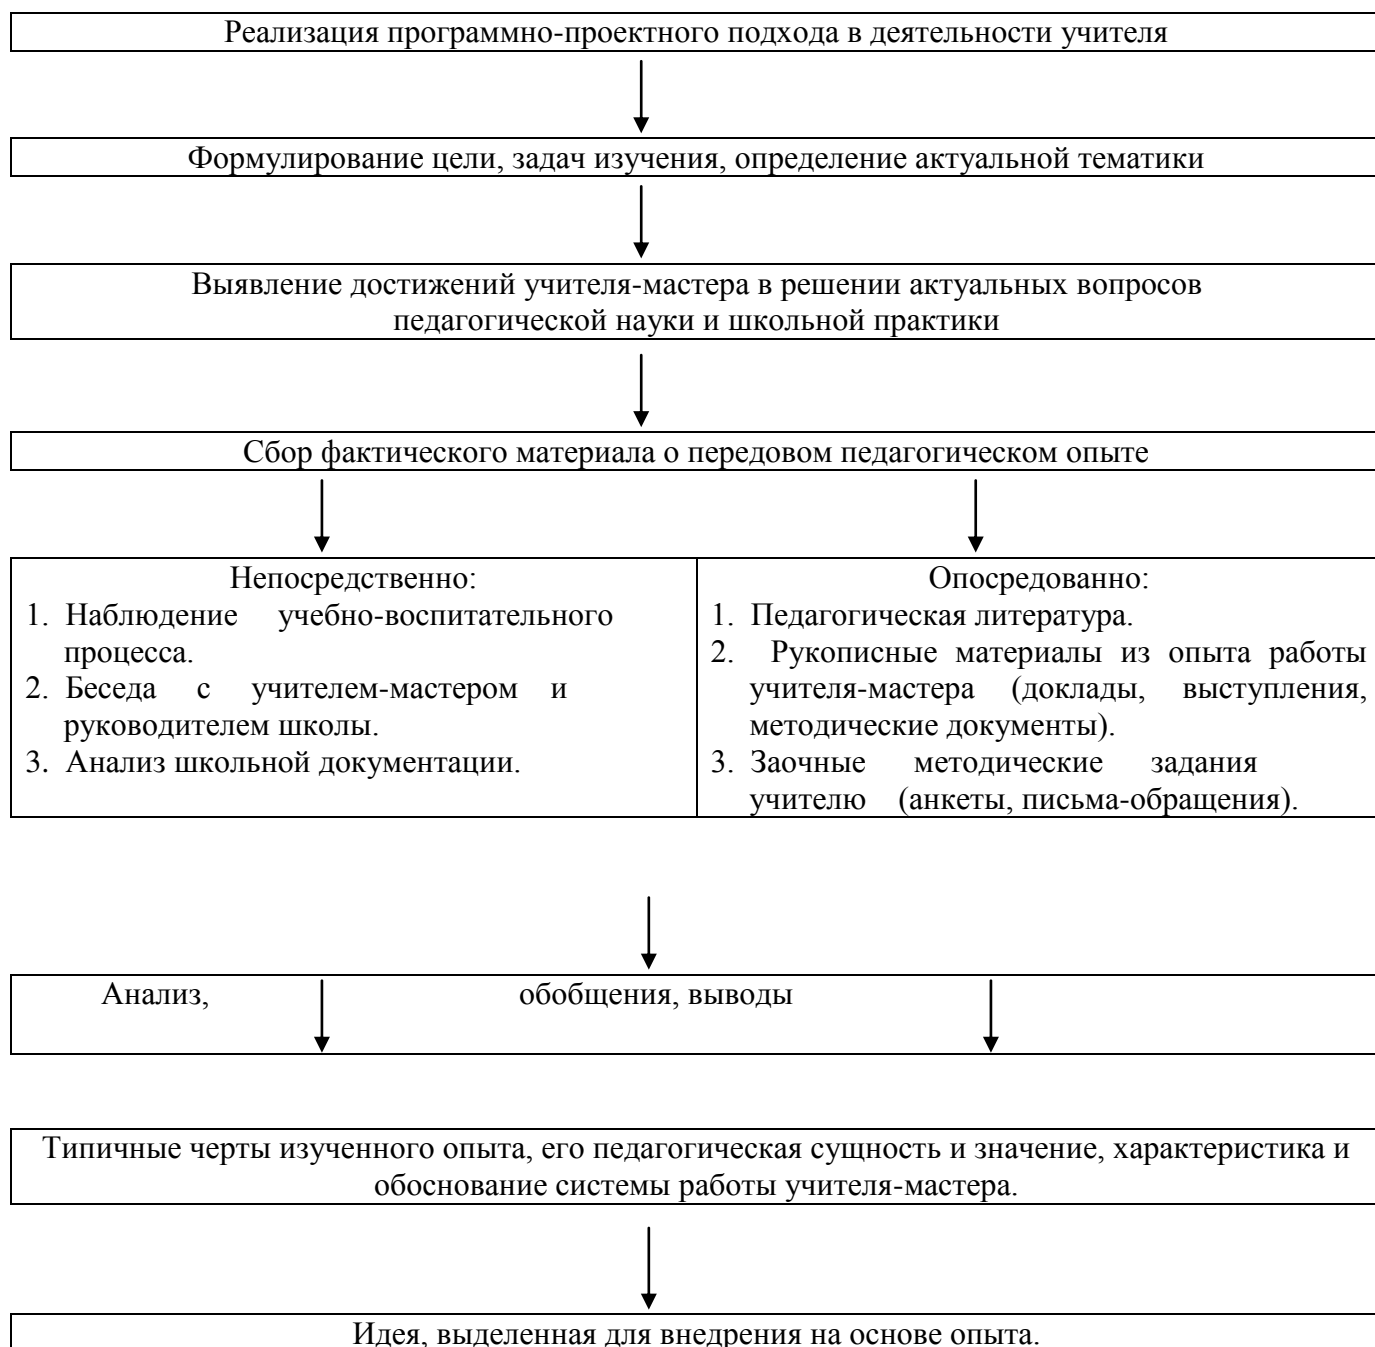 Реализация программно-проектного подхода в деятельности учителя
Формулирование цели, задач изучения, определение актуальной тематики
Выявление достижений учителя-мастера в решении актуальных вопросов
педагогической науки и школьной практики
Сбор фактического материала о передовом педагогическом опыте
Непосредственно:
1. Наблюдение учебно-воспитательного
процесса.
2. Беседа с учителем-мастером и
руководителем школы.
3. Анализ школьной документации.
Опосредованно:
1. Педагогическая литература.
2. Рукописные материалы из опыта работы
учителя-мастера (доклады, выступления,
методические документы).
3. Заочные методические задания
учителю (анкеты, письма-обращения).
Анализ, обобщения, выводы
Типичные черты изученного опыта, его педагогическая сущность и значение, характеристика и
обоснование системы работы учителя-мастера.
Идея, выделенная для внедрения на основе опыта.